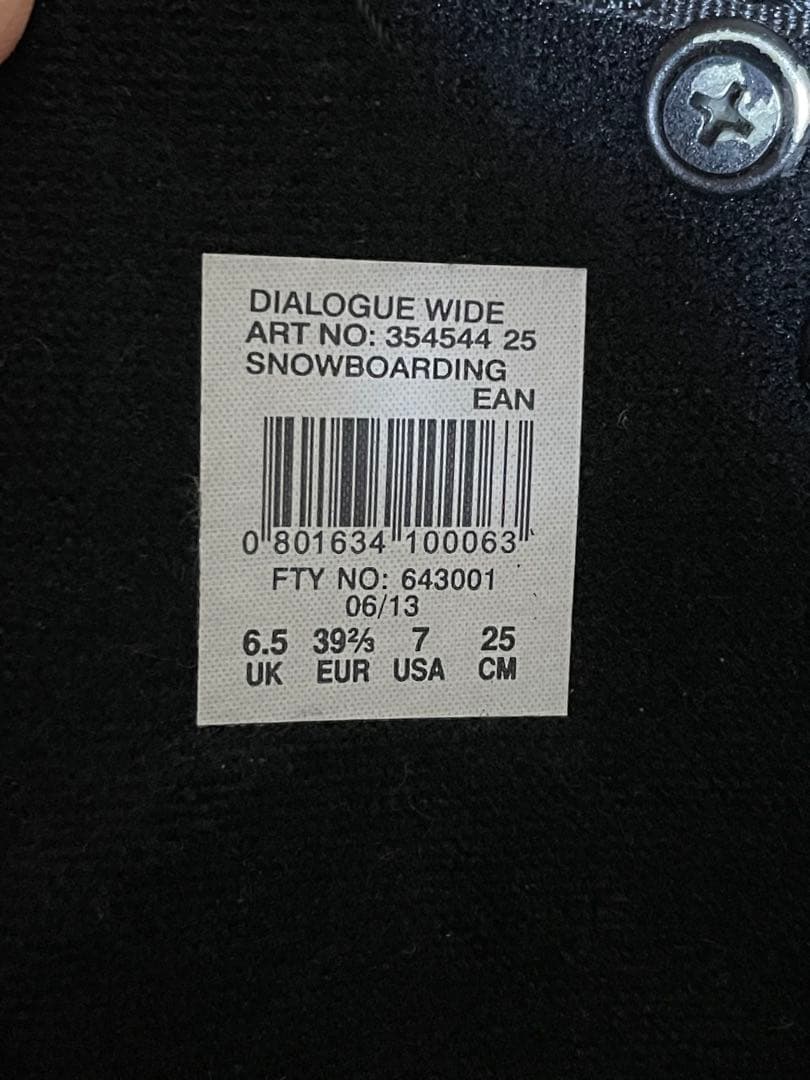 DIALOGUE WIDE
ART NO: 354544 25
SNOWBOARDING
EAN
0 801634 100063
FTY NO: 643001
06/13
6.5 39⅔ 7 25
UK EUR USA CM